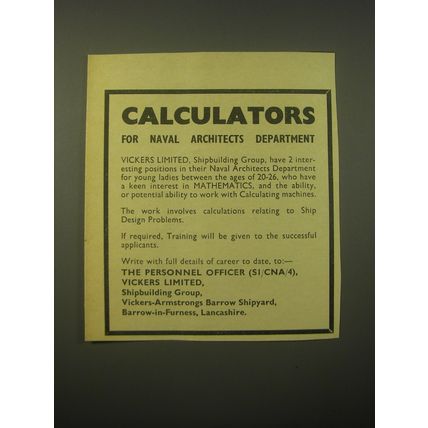 CALCULATORS
FOR NAVAL ARCHITECTS DEPARTMENT
VICKERS LIMITED, Shipbuilding Group, have 2 inter-
esting positions in their Naval Architects Department
for young ladies between the ages of 20-26, who have
a keen interest in MATHEMATICS, and the ability,
or potential ability to work with Calculating machines.
The work involves calculations relating to Ship
Design Problems.
If required, Training will be given to the successful
applicants.
Write with full details of career to date, to:—
THE PERSONNEL OFFICER (S1/CNA/4),
VICKERS LIMITED,
Shipbuilding Group,
Vickers-Armstrongs Barrow Shipyard,
Barrow-in-Furness, Lancashire.